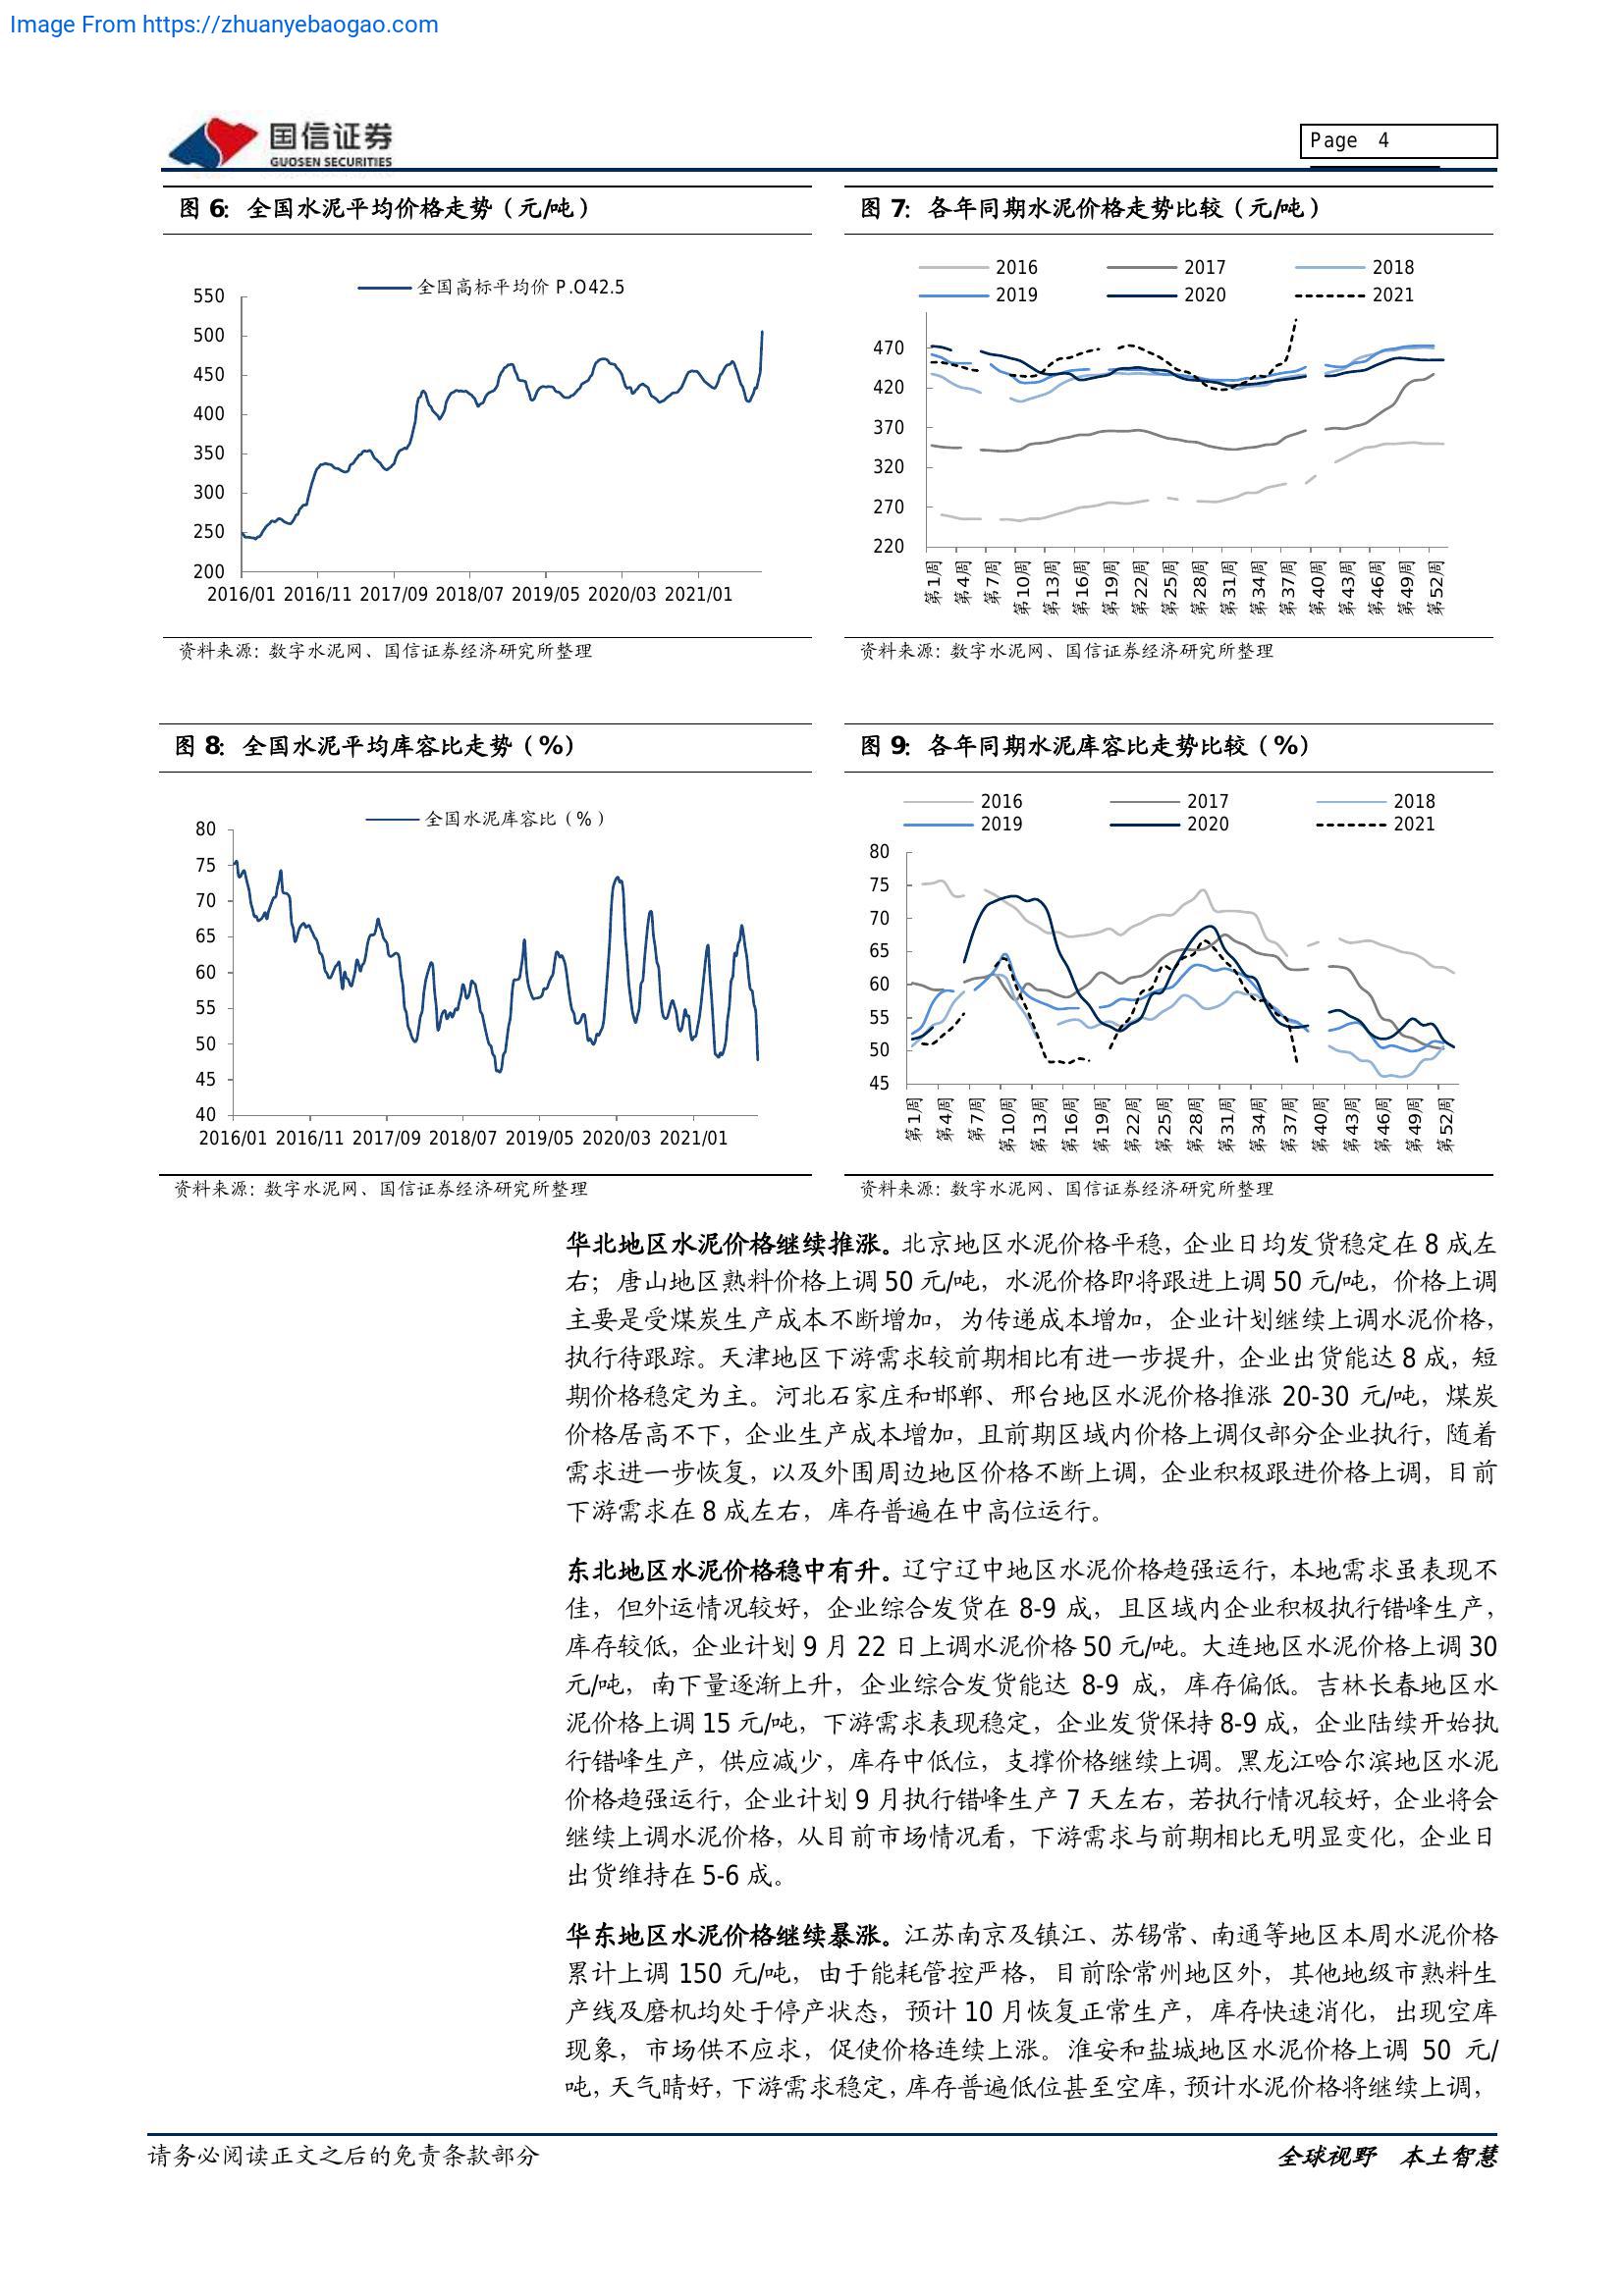 Image From https://zhuanyebaogao.com
国信证券
GUOSEN SECURITIES
Page 4
图 6: 全国水泥平均价格走势（元/吨）
全国高标平均价 P.O42.5
550
500
450
400
350
300
250
200
2016/01 2016/11 2017/09 2018/07 2019/05 2020/03 2021/01
资料来源：数字水泥网、国信证券经济研究所整理
图 7: 各年同期水泥价格走势比较（元/吨）
2016 2017 2018
2019 2020 2021
470
420
370
320
270
220
第1周 第4周 第7周 第10周 第13周 第16周 第19周 第22周 第25周 第28周 第31周 第34周 第37周 第40周 第43周 第46周 第49周 第52周
资料来源：数字水泥网、国信证券经济研究所整理
图 8: 全国水泥平均库容比走势（%）
全国水泥库容比（%）
80
75
70
65
60
55
50
45
40
2016/01 2016/11 2017/09 2018/07 2019/05 2020/03 2021/01
资料来源：数字水泥网、国信证券经济研究所整理
图 9: 各年同期水泥库容比走势比较（%）
2016 2017 2018
2019 2020 2021
80
75
70
65
60
55
50
45
第1周 第4周 第7周 第10周 第13周 第16周 第19周 第22周 第25周 第28周 第31周 第34周 第37周 第40周 第43周 第46周 第49周 第52周
资料来源：数字水泥网、国信证券经济研究所整理
华北地区水泥价格继续推涨。北京地区水泥价格平稳，企业日均发货稳定在 8 成左
右；唐山地区熟料价格上调 50 元/吨，水泥价格即将跟进上调 50 元/吨，价格上调
主要是受煤炭生产成本不断增加，为传递成本增加，企业计划继续上调水泥价格，
执行待跟踪。天津地区下游需求较前期相比有进一步提升，企业出货能达 8 成，短
期价格稳定为主。河北石家庄和邯郸、邢台地区水泥价格推涨 20-30 元/吨，煤炭
价格居高不下，企业生产成本增加，且前期区域内价格上调仅部分企业执行，随着
需求进一步恢复，以及外围周边地区价格不断上调，企业积极跟进价格上调，目前
下游需求在 8 成左右，库存普遍在中高位运行。
东北地区水泥价格稳中有升。辽宁辽中地区水泥价格趋强运行，本地需求虽表现不
佳，但外运情况较好，企业综合发货在 8-9 成，且区域内企业积极执行错峰生产，
库存较低，企业计划 9 月 22 日上调水泥价格 50 元/吨。大连地区水泥价格上调 30
元/吨，南下量逐渐上升，企业综合发货能达 8-9 成，库存偏低。吉林长春地区水
泥价格上调 15 元/吨，下游需求表现稳定，企业发货保持 8-9 成，企业陆续开始执
行错峰生产，供应减少，库存中低位，支撑价格继续上调。黑龙江哈尔滨地区水泥
价格趋强运行，企业计划 9 月执行错峰生产 7 天左右，若执行情况较好，企业将会
继续上调水泥价格，从目前市场情况看，下游需求与前期相比无明显变化，企业日
出货维持在 5-6 成。
华东地区水泥价格继续暴涨。江苏南京及镇江、苏锡常、南通等地区本周水泥价格
累计上调 150 元/吨，由于能耗管控严格，目前除常州地区外，其他地级市熟料生
产线及磨机均处于停产状态，预计 10 月恢复正常生产，库存快速消化，出现空库
现象，市场供不应求，促使价格连续上涨。淮安和盐城地区水泥价格上调 50 元/
吨，天气晴好，下游需求稳定，库存普遍低位甚至空库，预计水泥价格将继续上调，
请务必阅读正文之后的免责条款部分
全球视野 本土智慧